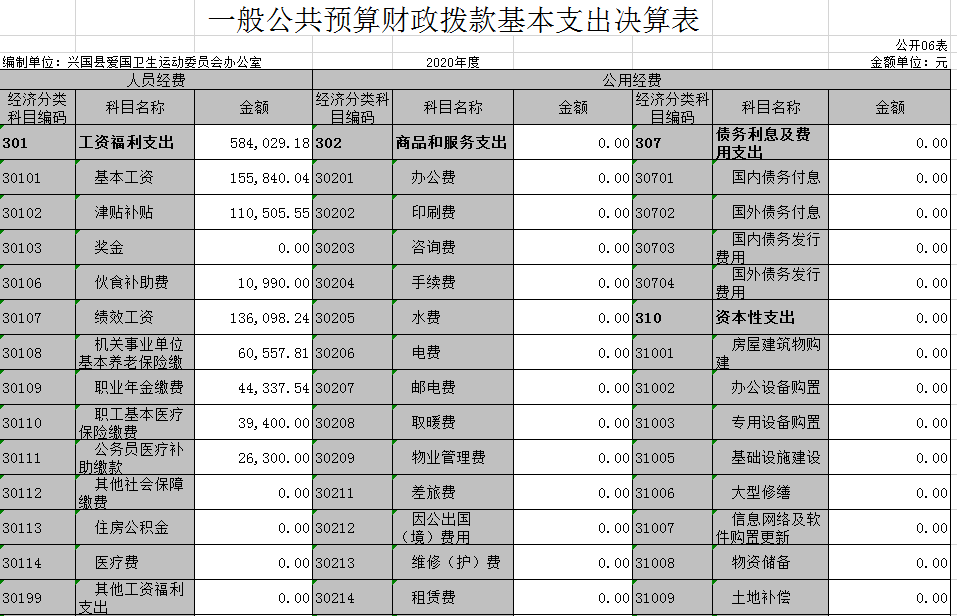 一般公共预算财政拨款基本支出决算表
公开06表
编制单位：兴国县爱国卫生运动委员会办公室 2020年度 金额单位：元
人员经费 公用经费
经济分类科目编码 科目名称 金额 经济分类科目编码 科目名称 金额 经济分类科目编码 科目名称 金额
301 工资福利支出 584,029.18 302 商品和服务支出 0.00 307 债务利息及费用支出 0.00
30101 基本工资 155,840.04 30201 办公费 0.00 30701 国内债务付息 0.00
30102 津贴补贴 110,505.55 30202 印刷费 0.00 30702 国外债务付息 0.00
30103 奖金 0.00 30203 咨询费 0.00 30703 国内债务发行费用 0.00
30106 伙食补助费 10,990.00 30204 手续费 0.00 30704 国外债务发行费用 0.00
30107 绩效工资 136,098.24 30205 水费 0.00 310 资本性支出 0.00
30108 机关事业单位基本养老保险缴 60,557.81 30206 电费 0.00 31001 房屋建筑物购建 0.00
30109 职业年金缴费 44,337.54 30207 邮电费 0.00 31002 办公设备购置 0.00
30110 职工基本医疗保险缴费 39,400.00 30208 取暖费 0.00 31003 专用设备购置 0.00
30111 公务员医疗补助缴款 26,300.00 30209 物业管理费 0.00 31005 基础设施建设 0.00
30112 其他社会保障缴费 0.00 30211 差旅费 0.00 31006 大型修缮 0.00
30113 住房公积金 0.00 30212 因公出国（境）费用 0.00 31007 信息网络及软件购置更新 0.00
30114 医疗费 0.00 30213 维修（护）费 0.00 31008 物资储备 0.00
30199 其他工资福利支出 0.00 30214 租赁费 0.00 31009 土地补偿 0.00